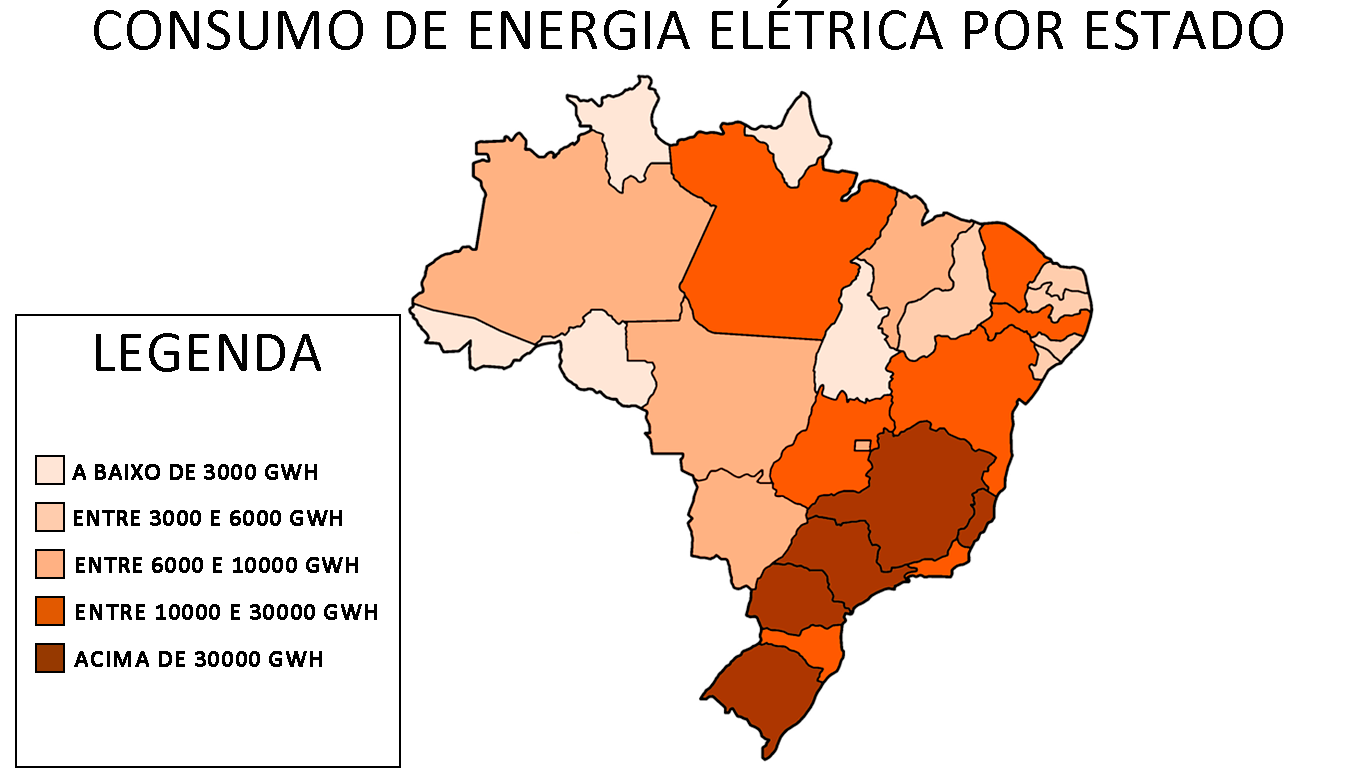 CONSUMO DE ENERGIA ELÉTRICA POR ESTADO
LEGENDA
A BAIXO DE 3000 GWH
ENTRE 3000 E 6000 GWH
ENTRE 6000 E 10000 GWH
ENTRE 10000 E 30000 GWH
ACIMA DE 30000 GWH